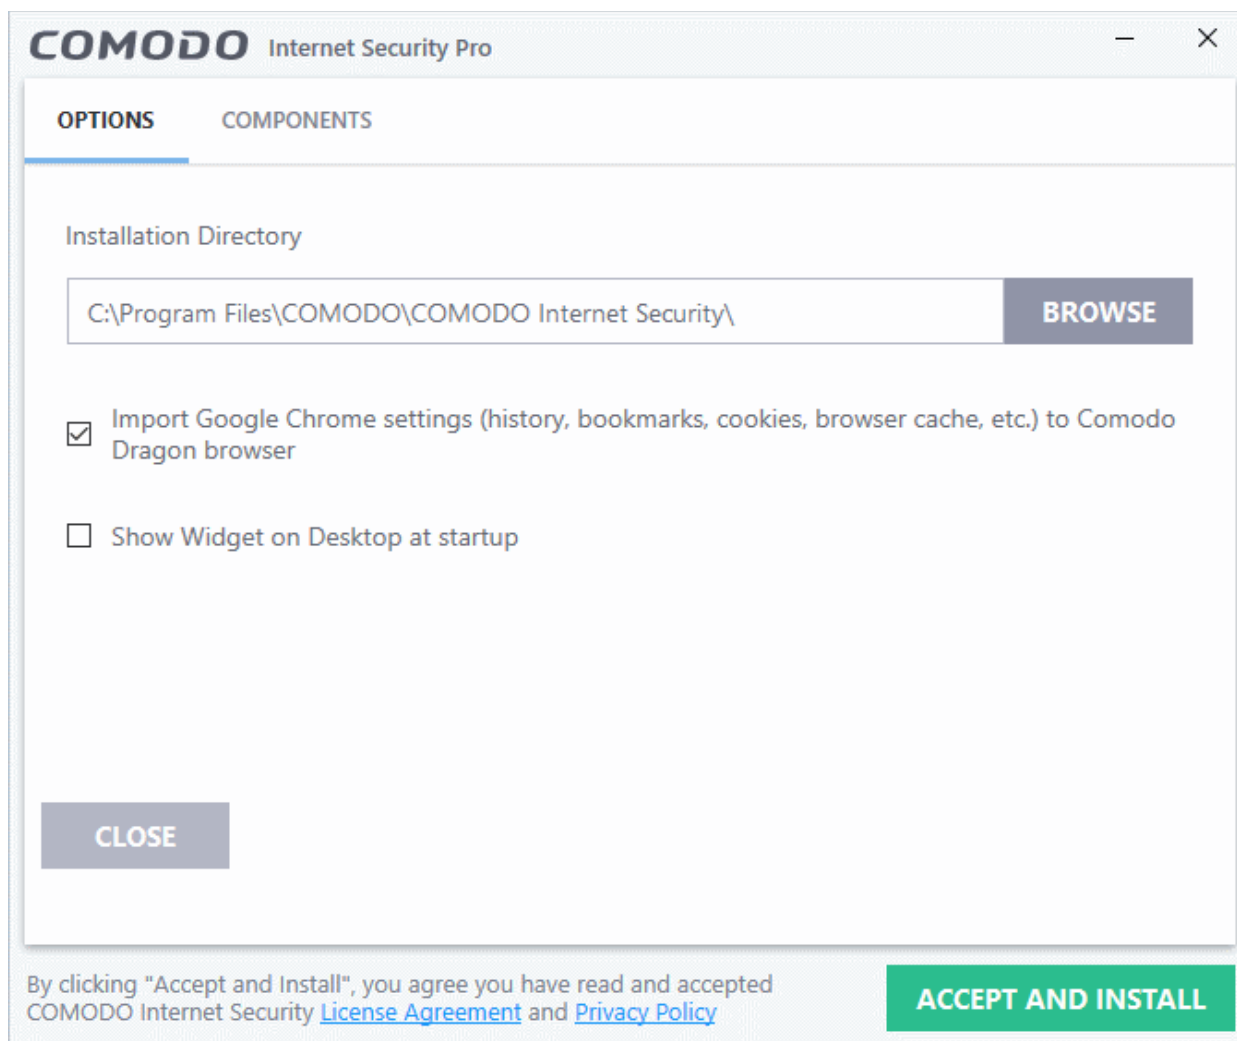 COMODO Internet Security Pro
OPTIONS COMPONENTS
Installation Directory
C:\Program Files\COMODO\COMODO Internet Security\ BROWSE
Import Google Chrome settings (history, bookmarks, cookies, browser cache, etc.) to Comodo
Dragon browser
Show Widget on Desktop at startup
CLOSE
By clicking "Accept and Install", you agree you have read and accepted
COMODO Internet Security License Agreement and Privacy Policy
ACCEPT AND INSTALL